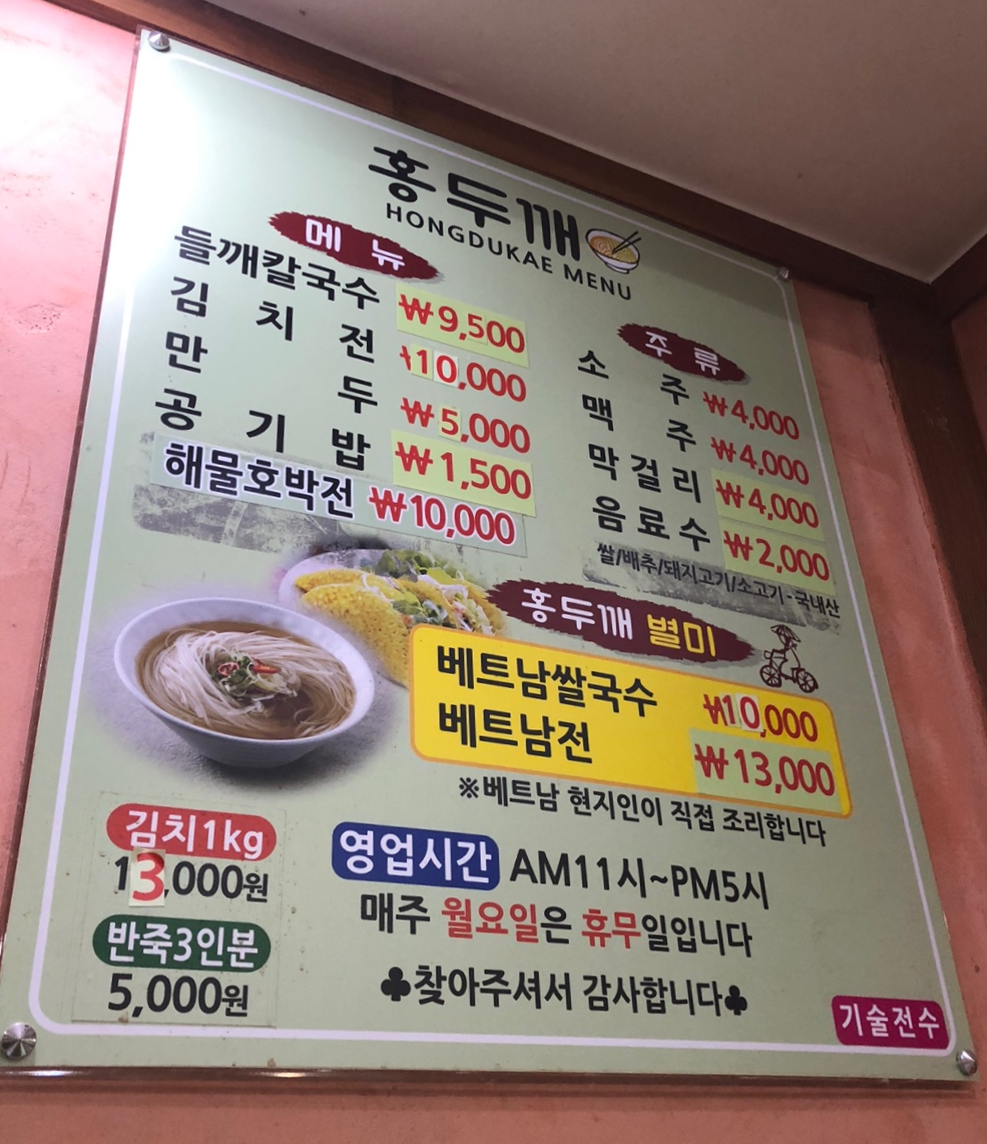 홍두깨
HONGDUKAE MENU
메뉴
들깨칼국수 ₩9,500
김치전 ₩10,000
만두 ₩5,000
공기밥 ₩1,500
해물호박전 ₩10,000
주류
소주 ₩4,000
맥주 ₩4,000
막걸리 ₩4,000
음료수 ₩2,000
쌀/배추/돼지고기/소고기-국내산
홍두깨 별미
베트남쌀국수 ₩10,000
베트남전 ₩13,000
※베트남 현지인이 직접 조리합니다
김치1kg
13,000원
반죽3인분
5,000원
영업시간 AM11시~PM5시
매주 월요일은 휴무일입니다
♣찾아주셔서 감사합니다♣
기술전수